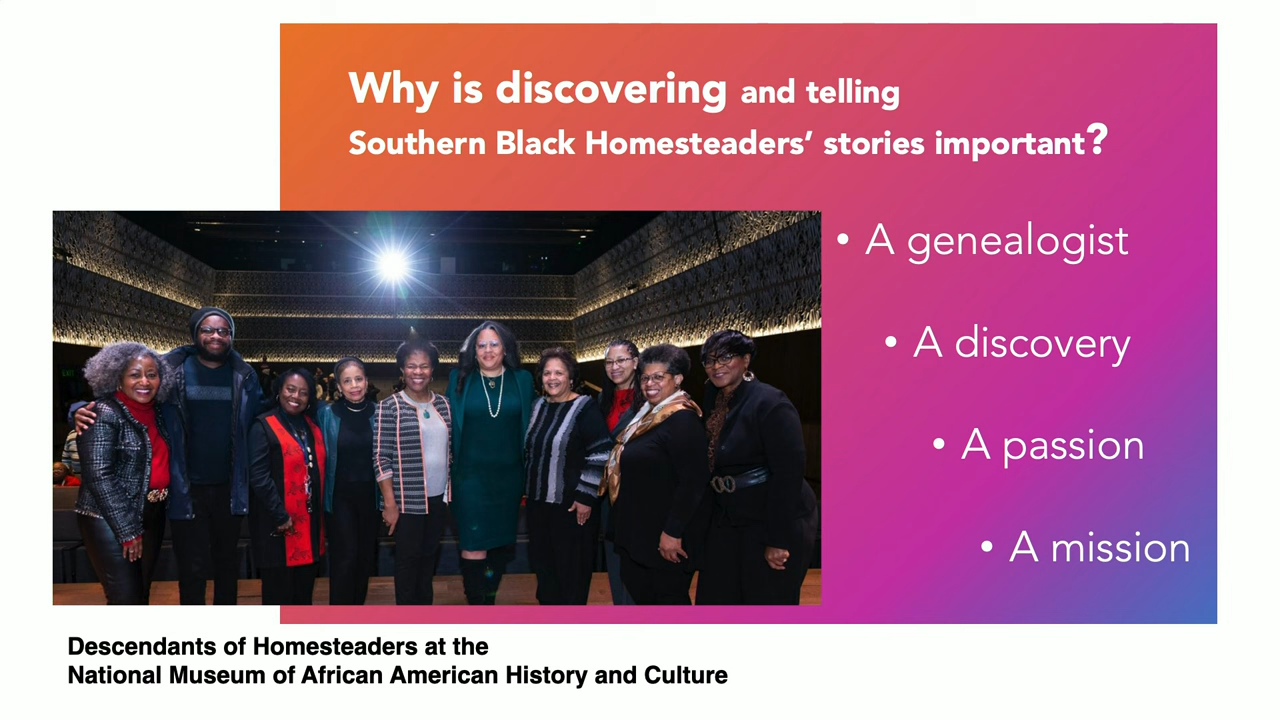 Why is discovering and telling
Southern Black Homesteaders’ stories important?
• A genealogist
• A discovery
• A passion
• A mission
Descendants of Homesteaders at the
National Museum of African American History and Culture